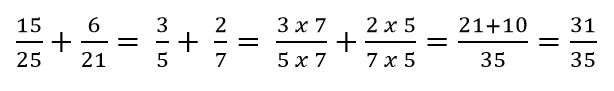 15/25 + 6/21 = 3/5 + 2/7 = 3 x 7/5 x 7 + 2 x 5/7 x 5 = 21+10/35 = 31/35